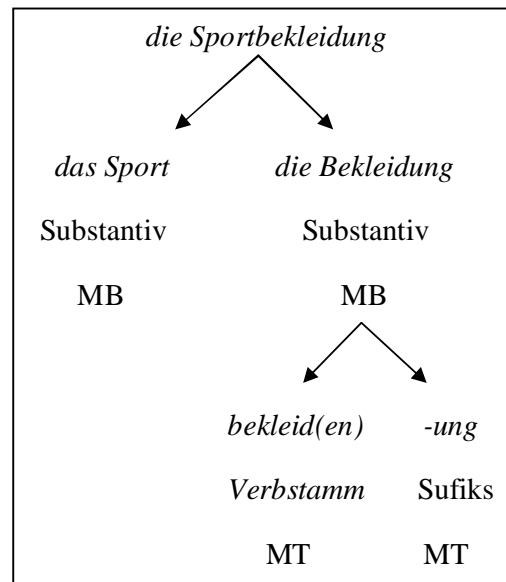 die Sportbekleidung
das Sport die Bekleidung
Substantiv Substantiv
MB MB
bekleid(en) -ung
Verbstamm Sufiks
MT MT